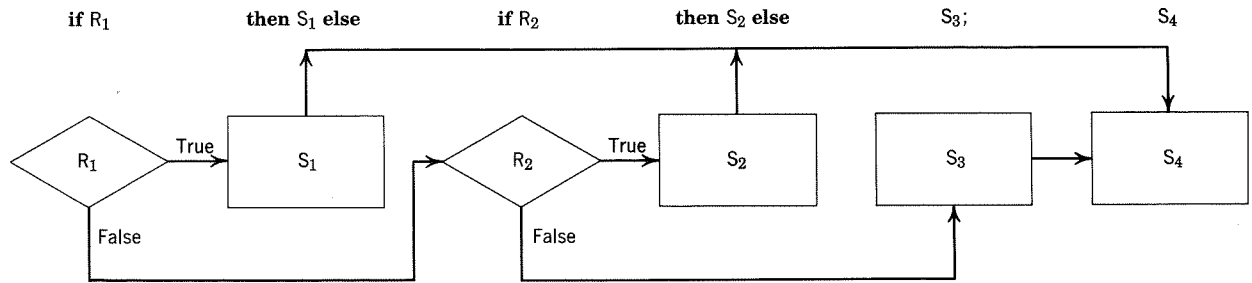 if R₁ then S₁ else if R₂ then S₂ else S₃; S₄
R₁ True S₁ R₂ True S₂ S₃ S₄
False False